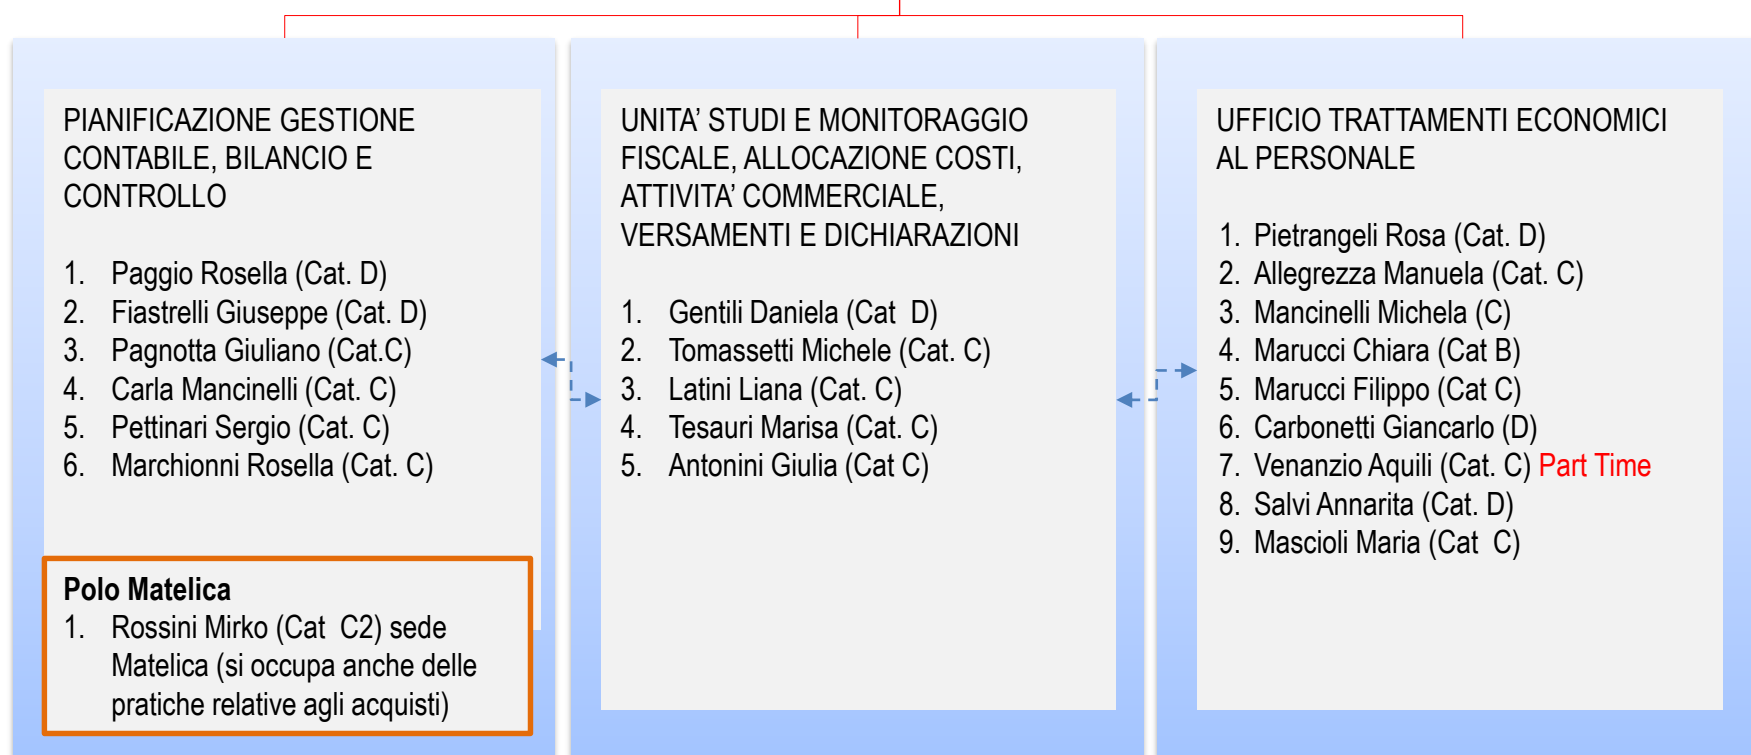 PIANIFICAZIONE GESTIONE
CONTABILE, BILANCIO E
CONTROLLO
1. Paggio Rosella (Cat. D)
2. Fiastrelli Giuseppe (Cat. D)
3. Pagnotta Giuliano (Cat.C)
4. Carla Mancinelli (Cat. C)
5. Pettinari Sergio (Cat. C)
6. Marchionni Rosella (Cat. C)
Polo Matelica
1. Rossini Mirko (Cat C2) sede
Matelica (si occupa anche delle
pratiche relative agli acquisti)
UNITA’ STUDI E MONITORAGGIO
FISCALE, ALLOCAZIONE COSTI,
ATTIVITA’ COMMERCIALE,
VERSAMENTI E DICHIARAZIONI
1. Gentili Daniela (Cat D)
2. Tomassetti Michele (Cat. C)
3. Latini Liana (Cat. C)
4. Tesauri Marisa (Cat. C)
5. Antonini Giulia (Cat C)
UFFICIO TRATTAMENTI ECONOMICI
AL PERSONALE
1. Pietrangeli Rosa (Cat. D)
2. Allegrezza Manuela (Cat. C)
3. Mancinelli Michela (C)
4. Marucci Chiara (Cat B)
5. Marucci Filippo (Cat C)
6. Carbonetti Giancarlo (D)
7. Venanzio Aquili (Cat. C) Part Time
8. Salvi Annarita (Cat. D)
9. Mascioli Maria (Cat C)